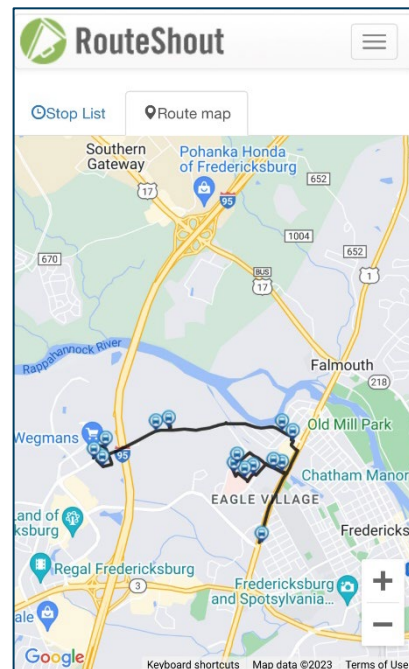 RouteShout
Stop List
Route map
Southern
Gateway
Pohanka Honda
of Fredericksburg
652
17
95
1004
652
670
BUS
17
1
Rappahannock River
Falmouth
218
Old Mill Park
Wegmans
95
Chatham Manor
EAGLE VILLAGE
Land of
ksburg
Fredericks
Regal Fredericksburg
3
Fredericksburg
and Spotsylvania...
ale
+
−
Google
Keyboard shortcuts Map data ©2023 Terms of Use